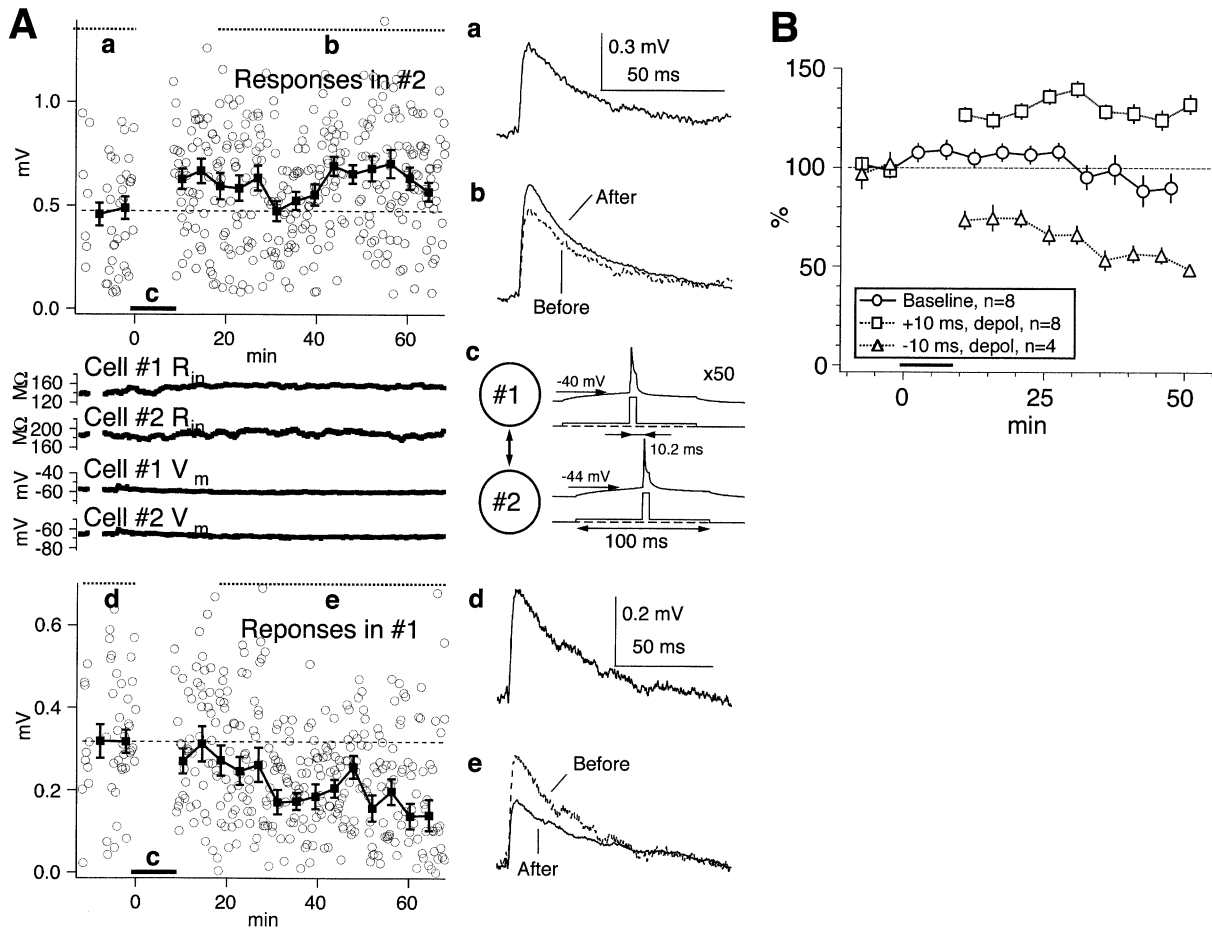 A
a
b
Responses in #2
1.0
0.5
0.0
mV
c
0
20
40
60
min
Cell #1 Rin
MΩ
160
120
Cell #2 Rin
MΩ
200
160
Cell #1 Vm
mV
-40
-60
Cell #2 Vm
mV
-60
-80
d
e
Reponses in #1
0.6
0.4
0.2
0.0
mV
c
0
20
40
60
min
a
0.3 mV
50 ms
b
After
Before
c
#1
-40 mV
x50
10.2 ms
#2
-44 mV
100 ms
d
0.2 mV
50 ms
e
Before
After
B
150
100
50
0
%
Baseline, n=8
+10 ms, depol, n=8
-10 ms, depol, n=4
0
25
50
min